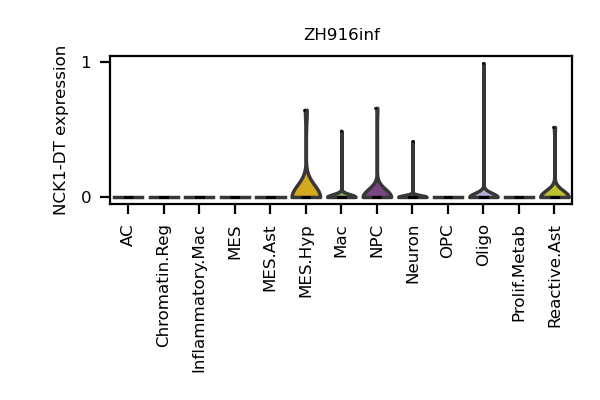 ZH916inf
NCK1-DT expression
1
0
AC
Chromatin.Reg
Inflammatory.Mac
MES
MES.Ast
MES.Hyp
Mac
NPC
Neuron
OPC
Oligo
Prolif.Metab
Reactive.Ast